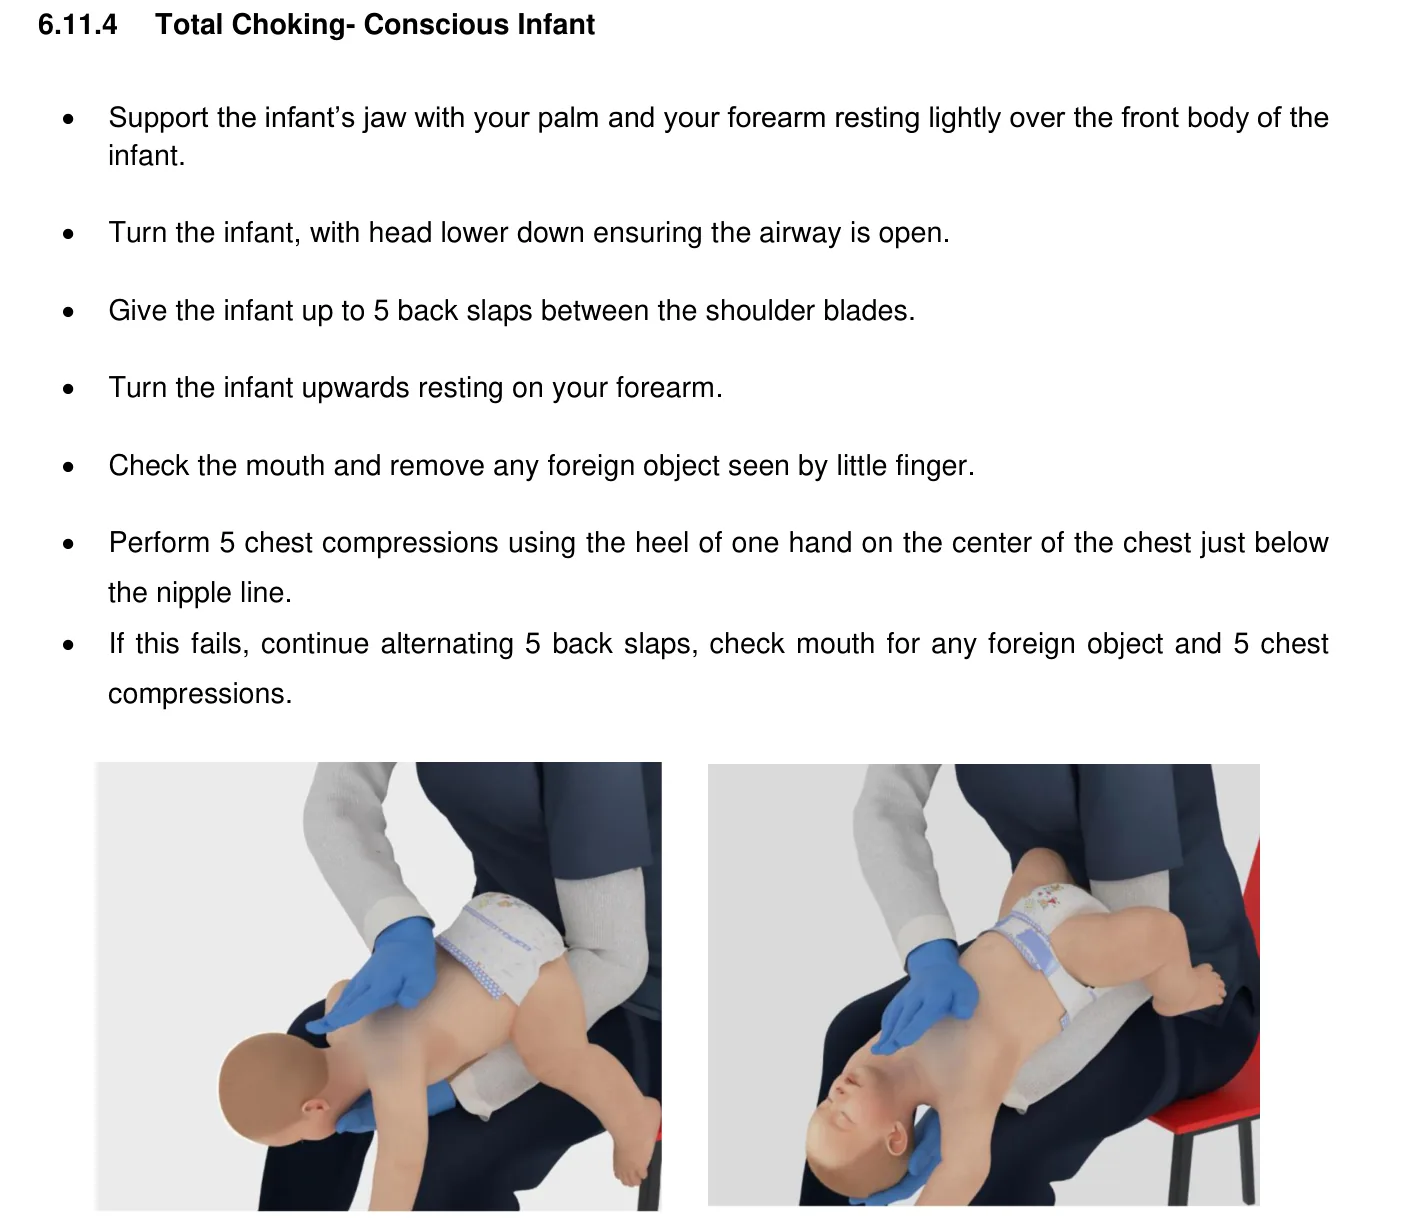 6.11.4 Total Choking- Conscious Infant
• Support the infant’s jaw with your palm and your forearm resting lightly over the front body of the
infant.
• Turn the infant, with head lower down ensuring the airway is open.
• Give the infant up to 5 back slaps between the shoulder blades.
• Turn the infant upwards resting on your forearm.
• Check the mouth and remove any foreign object seen by little finger.
• Perform 5 chest compressions using the heel of one hand on the center of the chest just below
the nipple line.
• If this fails, continue alternating 5 back slaps, check mouth for any foreign object and 5 chest
compressions.